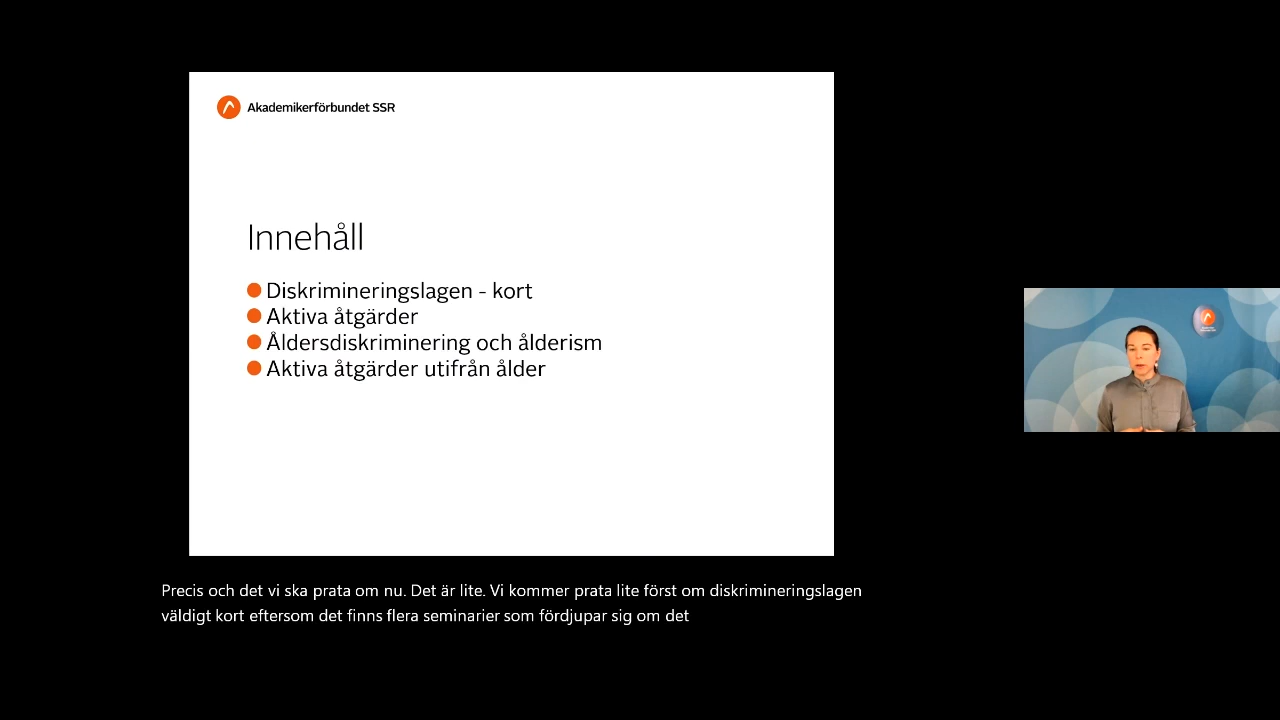 Akademikerförbundet SSR
Innehåll
Diskrimineringslagen - kort
Aktiva åtgärder
Åldersdiskriminering och ålderism
Aktiva åtgärder utifrån ålder
Precis och det vi ska prata om nu. Det är lite. Vi kommer prata lite först om diskrimineringslagen
väldigt kort eftersom det finns flera seminarier som fördjupar sig om det